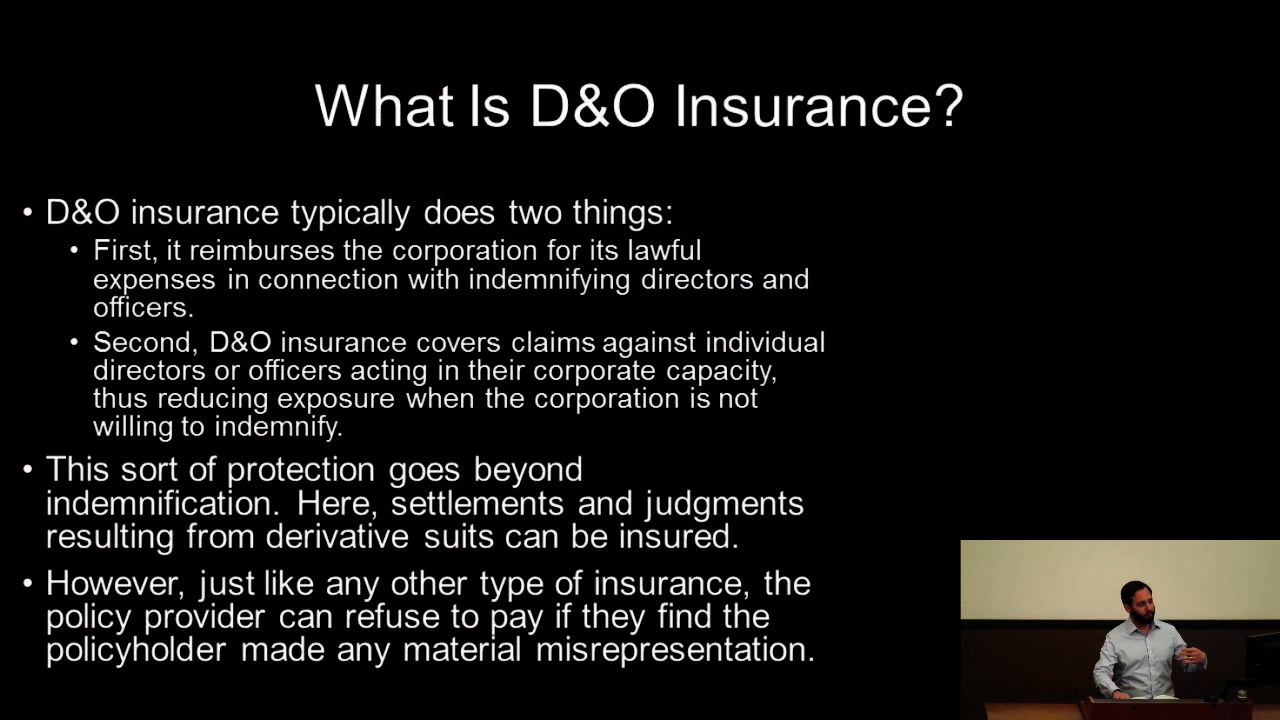 What Is D&O Insurance?
• D&O insurance typically does two things:
• First, it reimburses the corporation for its lawful
expenses in connection with indemnifying directors and
officers.
• Second, D&O insurance covers claims against individual
directors or officers acting in their corporate capacity,
thus reducing exposure when the corporation is not
willing to indemnify.
• This sort of protection goes beyond
indemnification. Here, settlements and judgments
resulting from derivative suits can be insured.
• However, just like any other type of insurance, the
policy provider can refuse to pay if they find the
policyholder made any material misrepresentation.